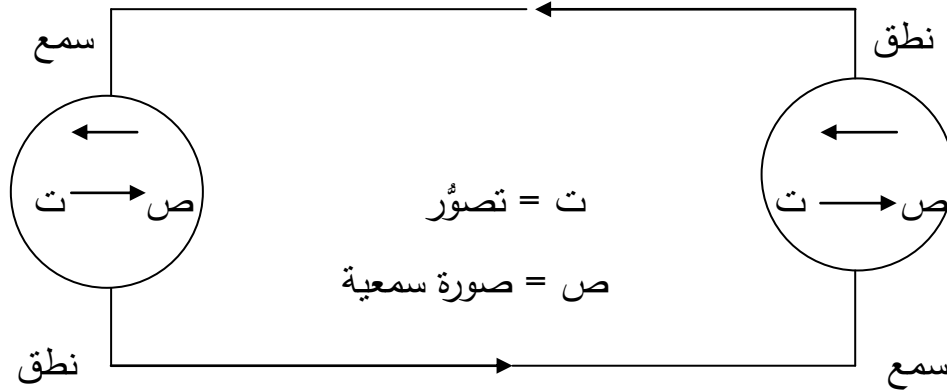 نطق
سمع
ت
ص
ت
ص
ت = تصوُّر
ص = صورة سمعية
سمع
نطق